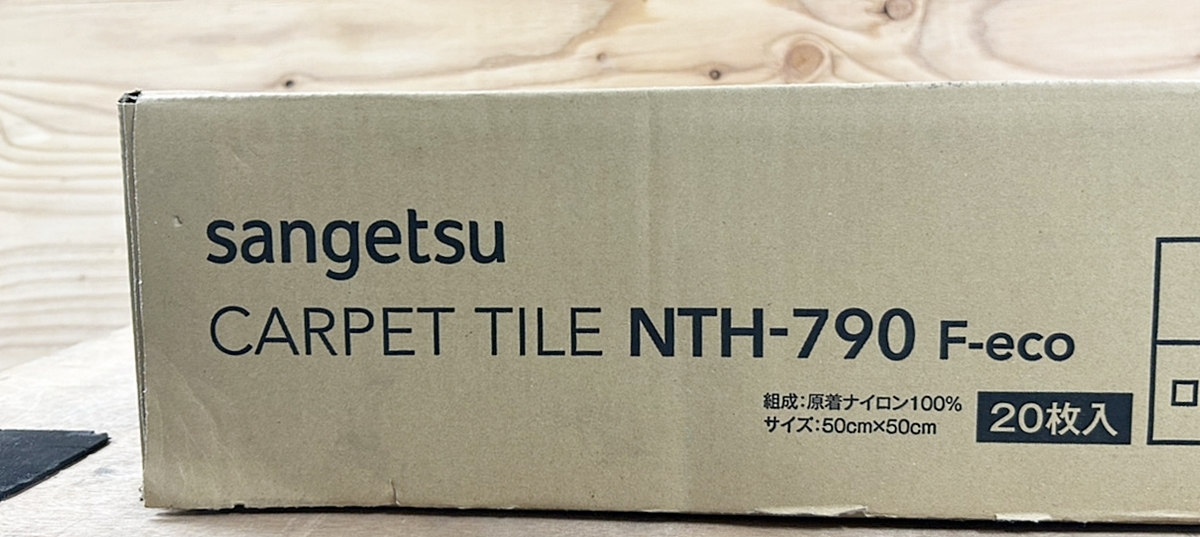 sangetsu
CARPET TILE NTH-790 F-eco
組成:原着ナイロン100%
サイズ:50cm×50cm
20枚入